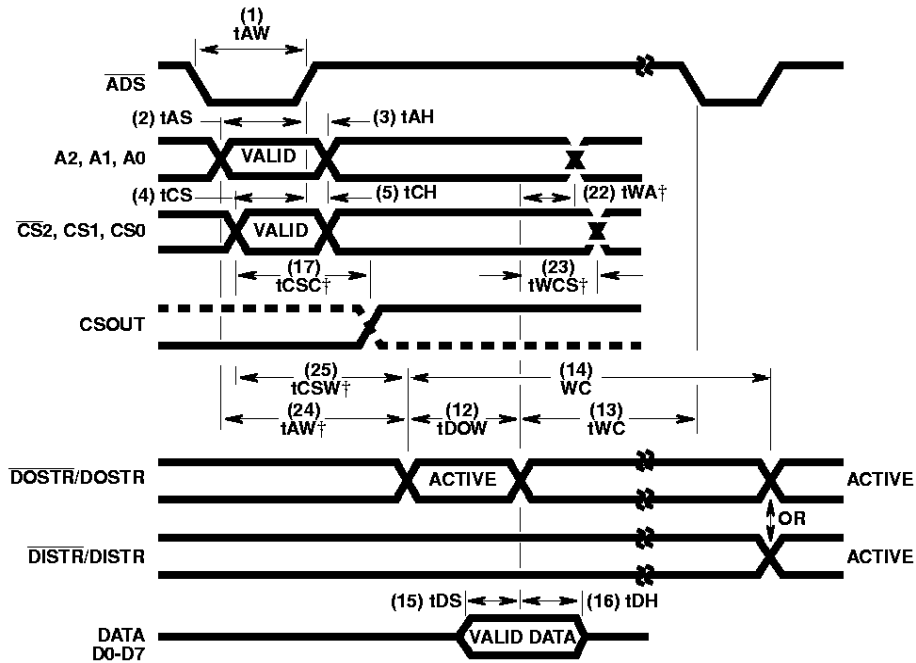 (1)
tAW
ADS
(2) tAS
(3) tAH
A2, A1, A0
VALID
(4) tCS
(5) tCH
(22) tWA†
CS2, CS1, CS0
VALID
(17)
tCSC†
(23)
tWCS†
CSOUT
(25)
tCSW†
(14)
WC
(24)
tAW†
(12)
tDOW
(13)
tWC
DOSTR/DOSTR
ACTIVE
ACTIVE
OR
DISTR/DISTR
ACTIVE
(15) tDS
(16) tDH
DATA
D0-D7
VALID DATA